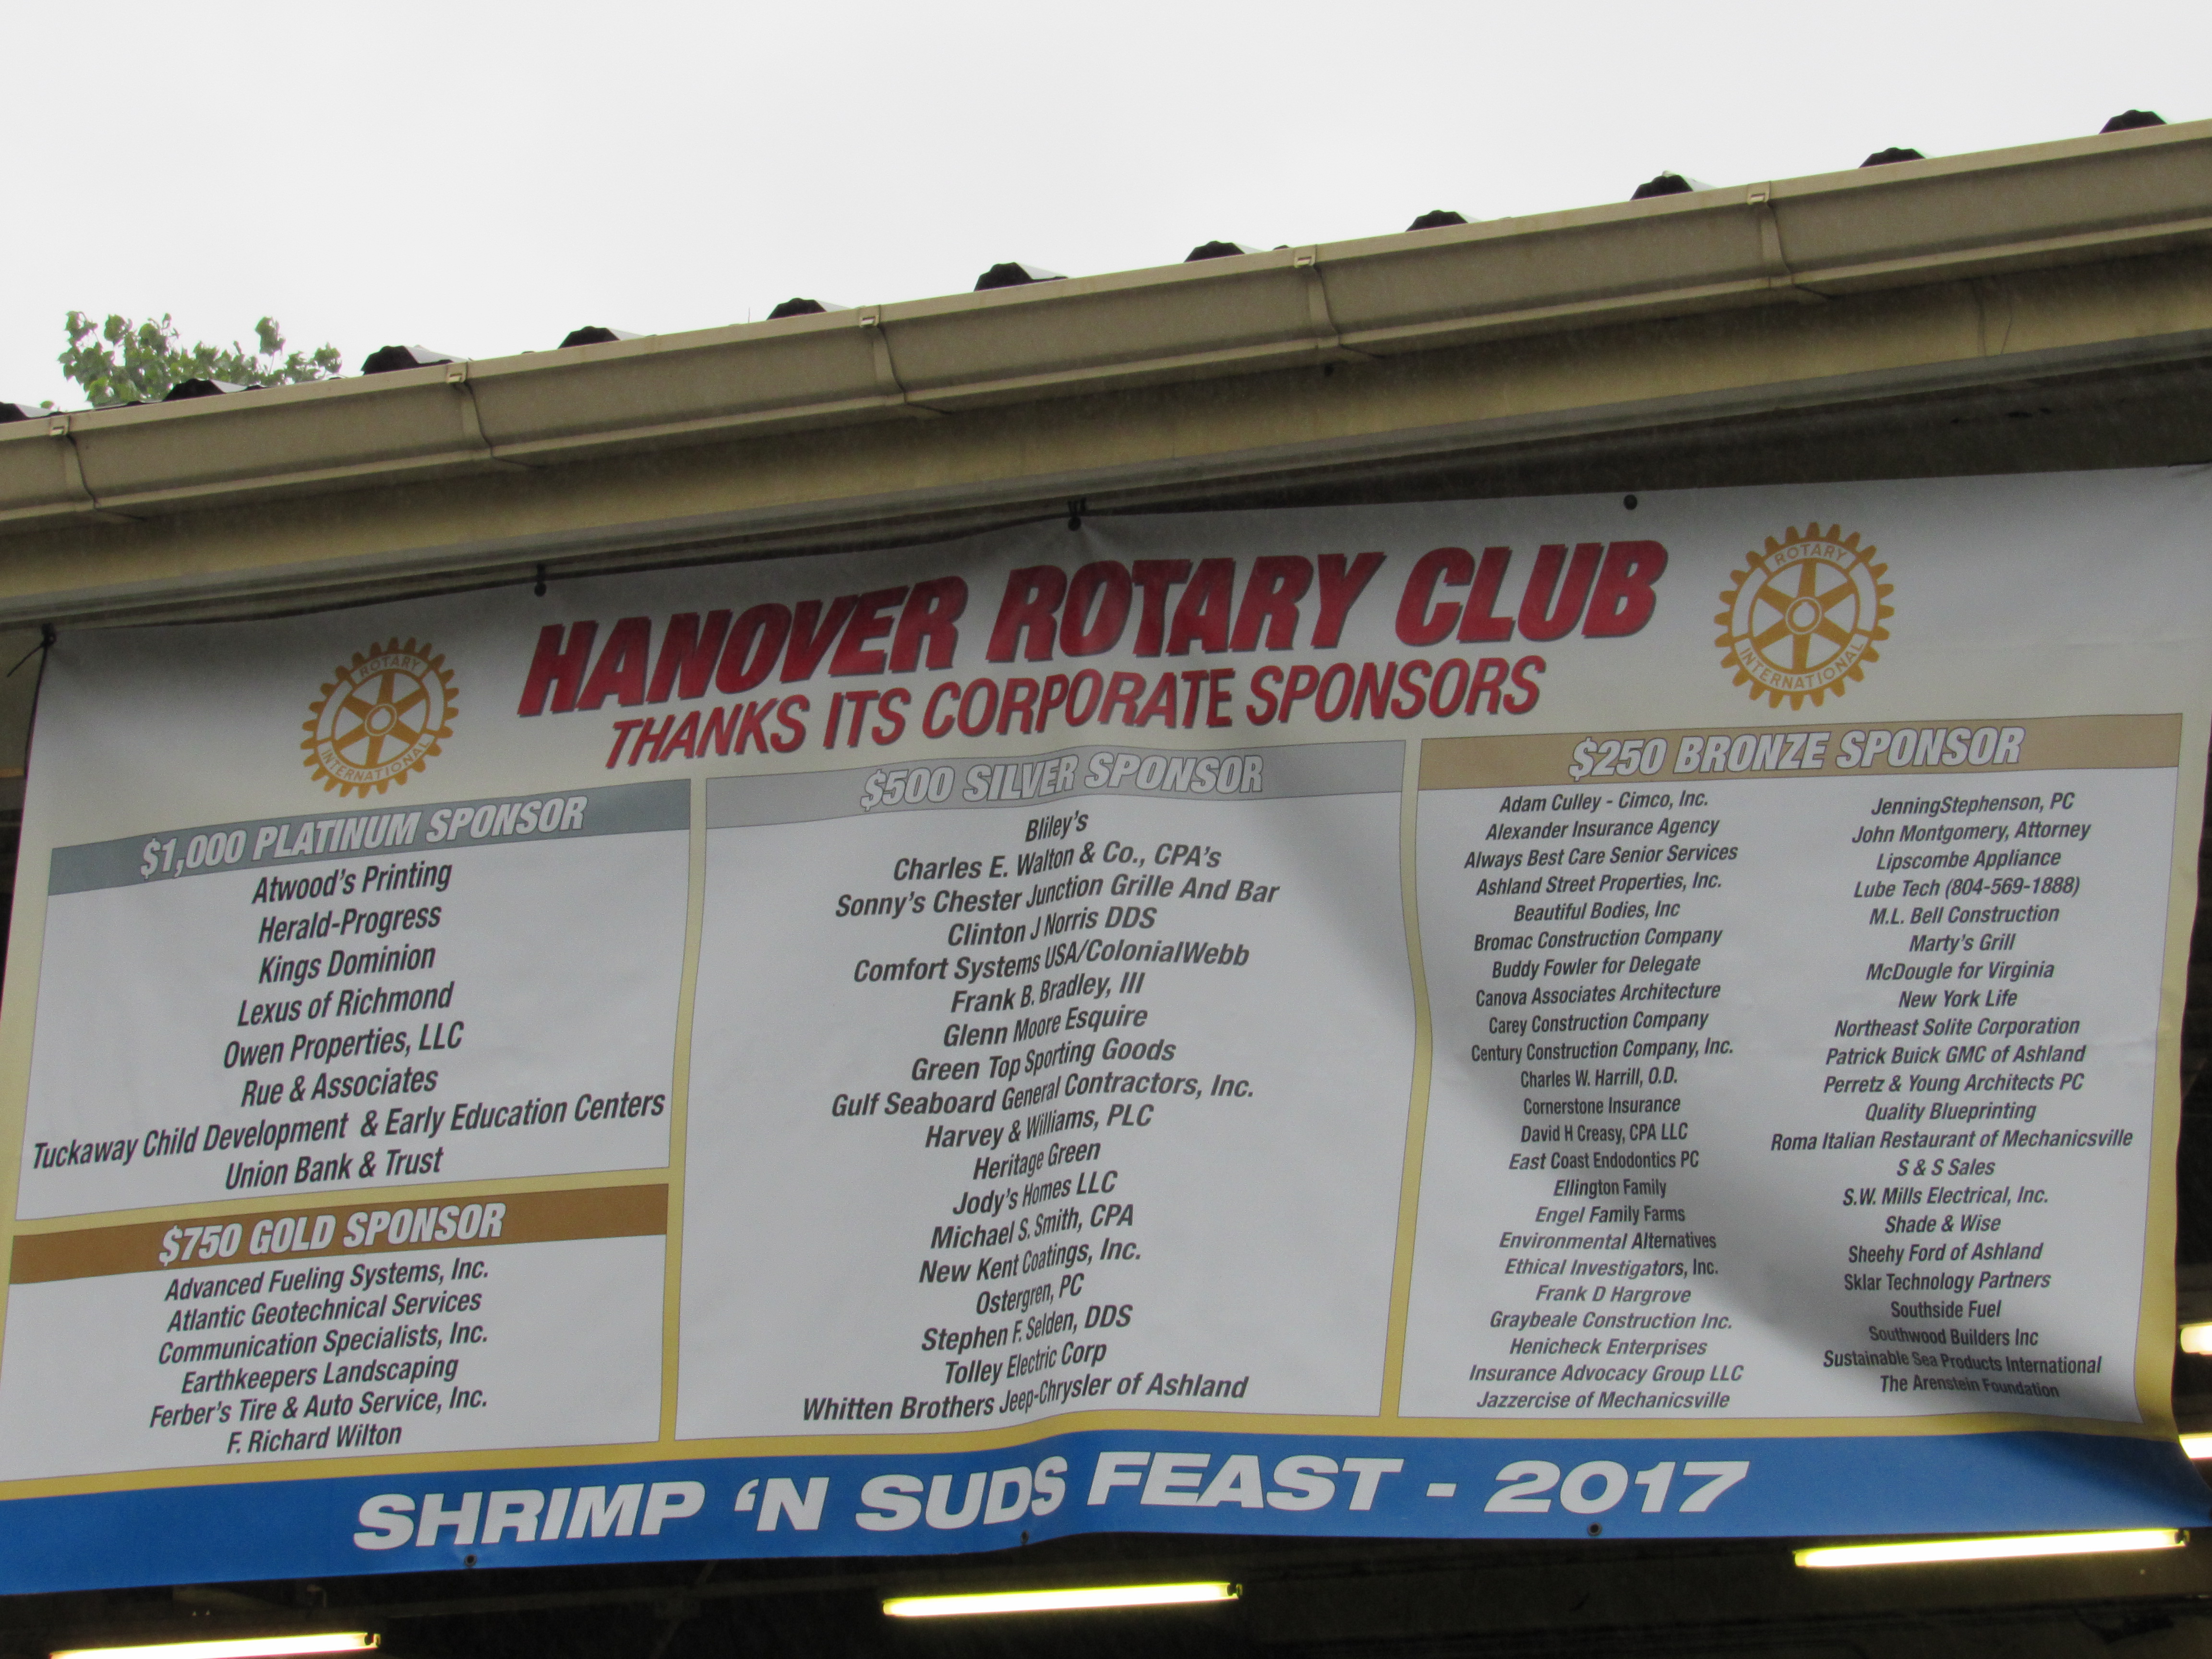 HANOVER ROTARY CLUB
THANKS ITS CORPORATE SPONSORS
ROTARY
INTERNATIONAL
ROTARY
INTERNATIONAL
$1,000 PLATINUM SPONSOR
Atwood's Printing
Herald-Progress
Kings Dominion
Lexus of Richmond
Owen Properties, LLC
Rue & Associates
Tuckaway Child Development & Early Education Centers
Union Bank & Trust
$750 GOLD SPONSOR
Advanced Fueling Systems, Inc.
Atlantic Geotechnical Services
Communication Specialists, Inc.
Earthkeepers Landscaping
Ferber's Tire & Auto Service, Inc.
F. Richard Wilton
$500 SILVER SPONSOR
Bliley's
Charles E. Walton & Co., CPA's
Sonny's Chester Junction Grille And Bar
Clinton J Norris DDS
Comfort Systems USA/ColonialWebb
Frank B. Bradley, III
Glenn Moore Esquire
Green Top Sporting Goods
Gulf Seaboard General Contractors, Inc.
Harvey & Williams, PLC
Heritage Green
Jody's Homes LLC
Michael S. Smith, CPA
New Kent Coatings, Inc.
Ostergren, PC
Stephen F. Selden, DDS
Tolley Electric Corp
Whitten Brothers Jeep-Chrysler of Ashland
$250 BRONZE SPONSOR
Adam Culley - Cimco, Inc.
Alexander Insurance Agency
Always Best Care Senior Services
Ashland Street Properties, Inc.
Beautiful Bodies, Inc
Bromac Construction Company
Buddy Fowler for Delegate
Canova Associates Architecture
Carey Construction Company
Century Construction Company, Inc.
Charles W. Harrill, O.D.
Cornerstone Insurance
David H Creasy, CPA LLC
East Coast Endodontics PC
Ellington Family
Engel Family Farms
Environmental Alternatives
Ethical Investigators, Inc.
Frank D Hargrove
Graybeale Construction Inc.
Henicheck Enterprises
Insurance Advocacy Group LLC
Jazzercise of Mechanicsville
JenningStephenson, PC
John Montgomery, Attorney
Lipscombe Appliance
Lube Tech (804-569-1888)
M.L. Bell Construction
Marty's Grill
McDougle for Virginia
New York Life
Northeast Solite Corporation
Patrick Buick GMC of Ashland
Perretz & Young Architects PC
Quality Blueprinting
Roma Italian Restaurant of Mechanicsville
S & S Sales
S.W. Mills Electrical, Inc.
Shade & Wise
Sheehy Ford of Ashland
Sklar Technology Partners
Southside Fuel
Southwood Builders Inc
Sustainable Sea Products International
The Arenstein Foundation
SHRIMP 'N SUDS FEAST - 2017